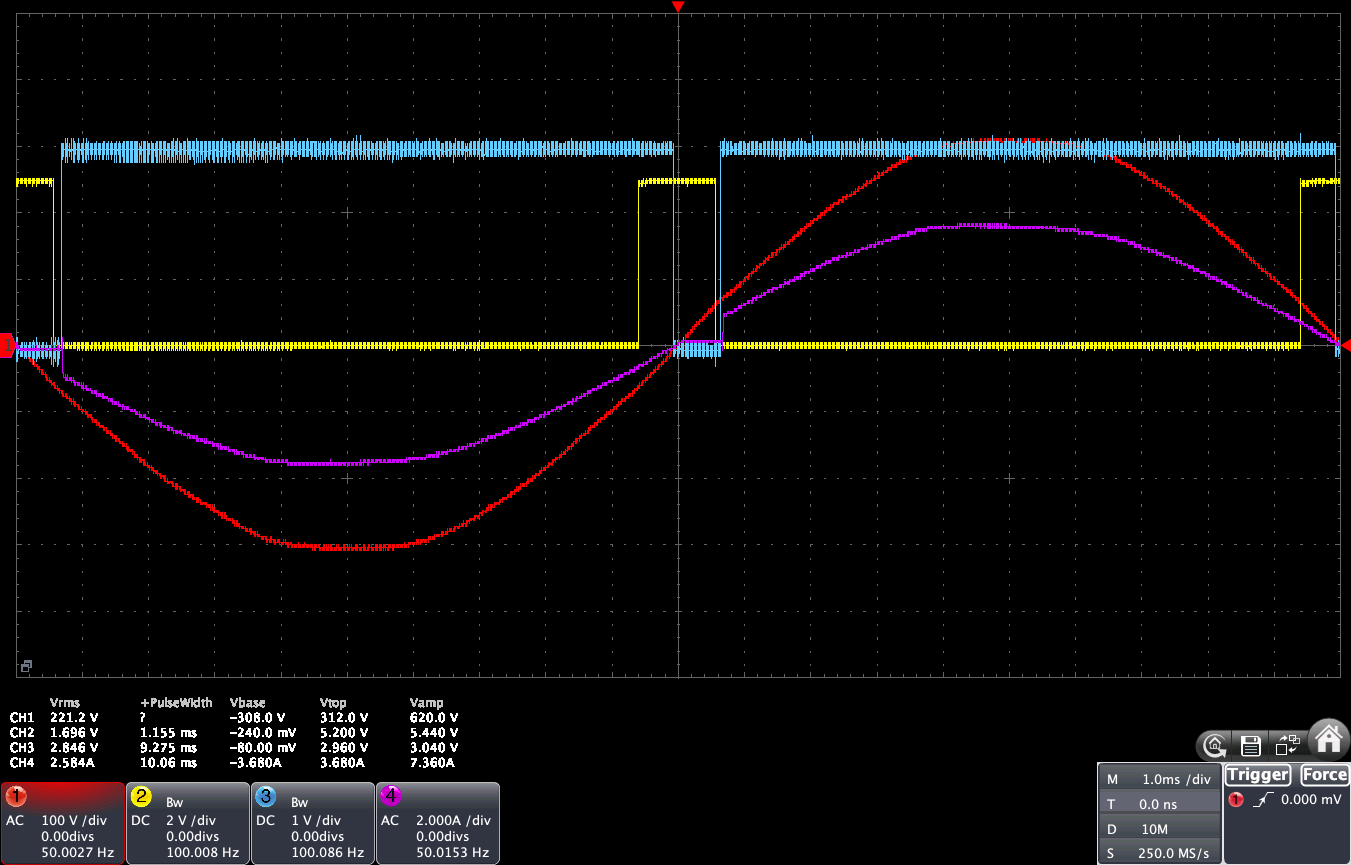 1
Vrms +PulseWidth Vbase Vtop Vamp
CH1 221.2 V ? -308.0 V 312.0 V 620.0 V
CH2 1.696 V 1.155 ms -240.0 mV 5.200 V 5.440 V
CH3 2.846 V 9.275 ms -80.00 mV 2.960 V 3.040 V
CH4 2.584A 10.06 ms -3.680A 3.680A 7.360A
1
AC 100 V /div
0.00divs
50.0027 Hz
2 Bw
DC 2 V /div
0.00divs
100.008 Hz
3 Bw
DC 1 V /div
0.00divs
100.086 Hz
4
AC 2.000A /div
0.00divs
50.0153 Hz
M 1.0ms /div
T 0.0 ns
D 10M
S 250.0 MS/s
Trigger Force
1 0.000 mV